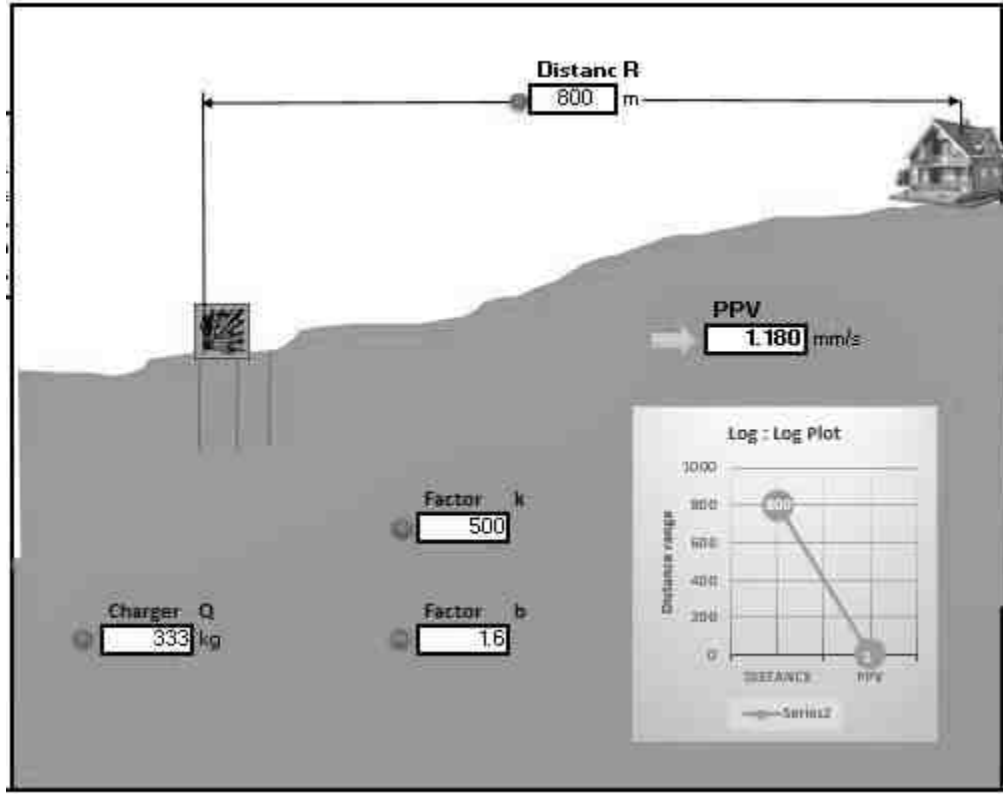 Distanc R
800 m
PPV
1.180 mm/s
Log : Log Plot
1000
800
600
400
200
0
Distance range
800
1
DISTANCE PPV
Series2
Factor k
500
Charger Q
333 kg
Factor b
1.6